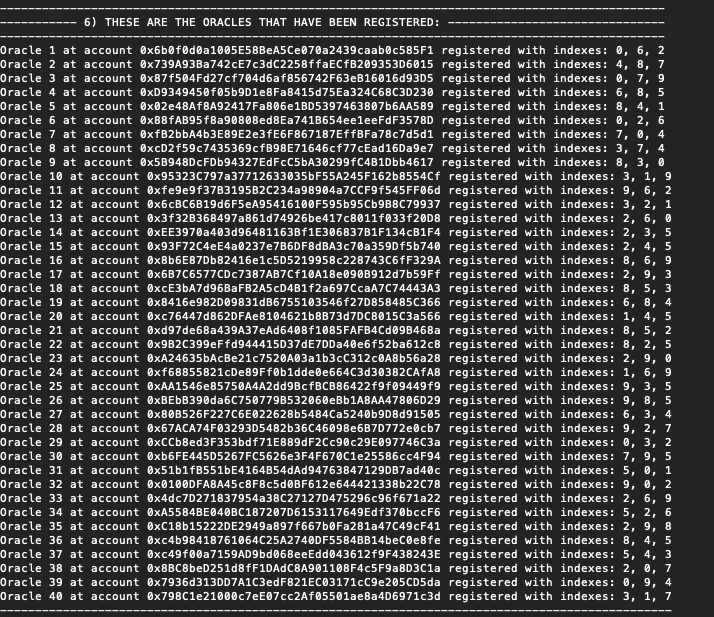 ---------- 6) THESE ARE THE ORACLES THAT HAVE BEEN REGISTERED: ----------------------------
Oracle 1 at account 0x6b0f0d0a1005E58BeA5Ce070a2439caab0c585F1 registered with indexes: 0, 6, 2
Oracle 2 at account 0x739A93Ba742cE7c3dC2258ffaECfB209353D6015 registered with indexes: 4, 8, 7
Oracle 3 at account 0x87f504Fd27cf704d6af856742F63eB16016d93D5 registered with indexes: 0, 7, 9
Oracle 4 at account 0xD9349450f05b9D1e8Fa8415d75Ea324C68C3D230 registered with indexes: 6, 8, 5
Oracle 5 at account 0x02e48Af8A92417Fa806e1BD5397463807b6AA589 registered with indexes: 8, 4, 1
Oracle 6 at account 0x88fAB95f8a90808ed8Ea741B654ee1eeFdF3578D registered with indexes: 0, 2, 6
Oracle 7 at account 0xfB2bbA4b3E89E2e3fE6F867187EffBFa78c7d5d1 registered with indexes: 7, 0, 4
Oracle 8 at account 0xcD2f59c7435369cfB98E71646cf77cEad16Da9e7 registered with indexes: 3, 7, 4
Oracle 9 at account 0x5B948DcFDb94327EdFcC5bA30299fC4B1Dbb4617 registered with indexes: 8, 3, 0
Oracle 10 at account 0x95323C797a37712633035bF55A245F162b8554Cf registered with indexes: 3, 1, 9
Oracle 11 at account 0xfe9e9f37B3195B2C234a98904a7CCF9f545FF06d registered with indexes: 9, 6, 2
Oracle 12 at account 0x6cBC6B19d6F5eA95416100F595b95Cb9B8C79937 registered with indexes: 3, 2, 1
Oracle 13 at account 0x3f32B368497a861d74926be417c8011f033f20D8 registered with indexes: 2, 6, 0
Oracle 14 at account 0xEE3970a403d96481163Bf1E306837B1F134cB1F4 registered with indexes: 2, 3, 5
Oracle 15 at account 0x93F72C4eE4a0237e7B6DF8dBA3c70a359Df5b740 registered with indexes: 2, 4, 5
Oracle 16 at account 0x8b6E87Db82416e1c5D5219958c228743C6fF329A registered with indexes: 8, 6, 9
Oracle 17 at account 0x6B7C6577CDc7387AB7Cf10A18e090B912d7b59Ff registered with indexes: 2, 9, 3
Oracle 18 at account 0xcE3bA7d96BaFB2A5cD4B1f2a697CcaA7C74443A3 registered with indexes: 8, 5, 3
Oracle 19 at account 0x8416e982D09831dB6755103546f27D858485C366 registered with indexes: 6, 8, 4
Oracle 20 at account 0xc76447d862DFAe8104621b8B73d7DC8015C3a566 registered with indexes: 1, 4, 5
Oracle 21 at account 0xd97de68a439A37eAd6408f1085FAFB4Cd09B468a registered with indexes: 8, 5, 2
Oracle 22 at account 0x9B2C399eFfd944415D37dE7DDa40e6f52ba612c8 registered with indexes: 8, 2, 5
Oracle 23 at account 0xA24635bAcBe21c7520A03a1b3cC312c0A8b56a28 registered with indexes: 2, 9, 0
Oracle 24 at account 0xf68855821cDe89Ff0b1dde0e664C3d30382CAfA8 registered with indexes: 1, 6, 9
Oracle 25 at account 0xAA1546e85750A4A2dd9BcfBCB86422f9f09449f9 registered with indexes: 9, 3, 5
Oracle 26 at account 0xBEbB390da6C750779B532060eBb1A8AA47806D29 registered with indexes: 9, 8, 5
Oracle 27 at account 0x80B526F227C6E022628b5484Ca5240b9D8d91505 registered with indexes: 6, 3, 4
Oracle 28 at account 0x67ACA74F03293D5482b36C46098e6B7D772e0cb7 registered with indexes: 9, 2, 7
Oracle 29 at account 0xCCb8ed3F353bdf71E889dF2Cc90c29E097746C3a registered with indexes: 0, 3, 2
Oracle 30 at account 0xb6FE445D5267FC5626e3F4F670C1e25586cc4F94 registered with indexes: 7, 9, 5
Oracle 31 at account 0x51b1fB551bE4164B54dAd94763847129DB7ad40c registered with indexes: 5, 0, 1
Oracle 32 at account 0x0100DFA8A45c8F8c5d0BF612e644421338b22C78 registered with indexes: 9, 0, 2
Oracle 33 at account 0x4dc7D271837954a38C27127D475296c96f671a22 registered with indexes: 2, 6, 9
Oracle 34 at account 0xA5584BE040BC187207D6153117649Edf370bccF6 registered with indexes: 5, 2, 6
Oracle 35 at account 0xC18b15222DE2949a897f667b0Fa281a47C49cF41 registered with indexes: 2, 9, 8
Oracle 36 at account 0xc4b98418761064C25A2740DF5584BB14beC0e8fe registered with indexes: 8, 4, 5
Oracle 37 at account 0xc49f00a7159AD9bd068eeEdd043612f9F438243E registered with indexes: 5, 4, 3
Oracle 38 at account 0x8BC8beD251d8fF1DAdC8A901108F4c5F9a8D3C1a registered with indexes: 2, 0, 7
Oracle 39 at account 0x7936d313DD7A1C3edF821EC03171cC9e205CD5da registered with indexes: 0, 9, 4
Oracle 40 at account 0x798C1e21000c7eE07cc2Af05501ae8a4D6971c3d registered with indexes: 3, 1, 7